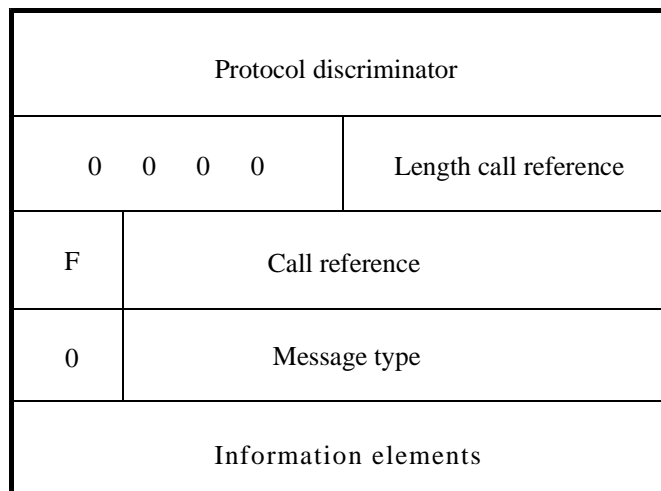 Protocol discriminator
0 0 0 0 Length call reference
F Call reference
0 Message type
Information elements